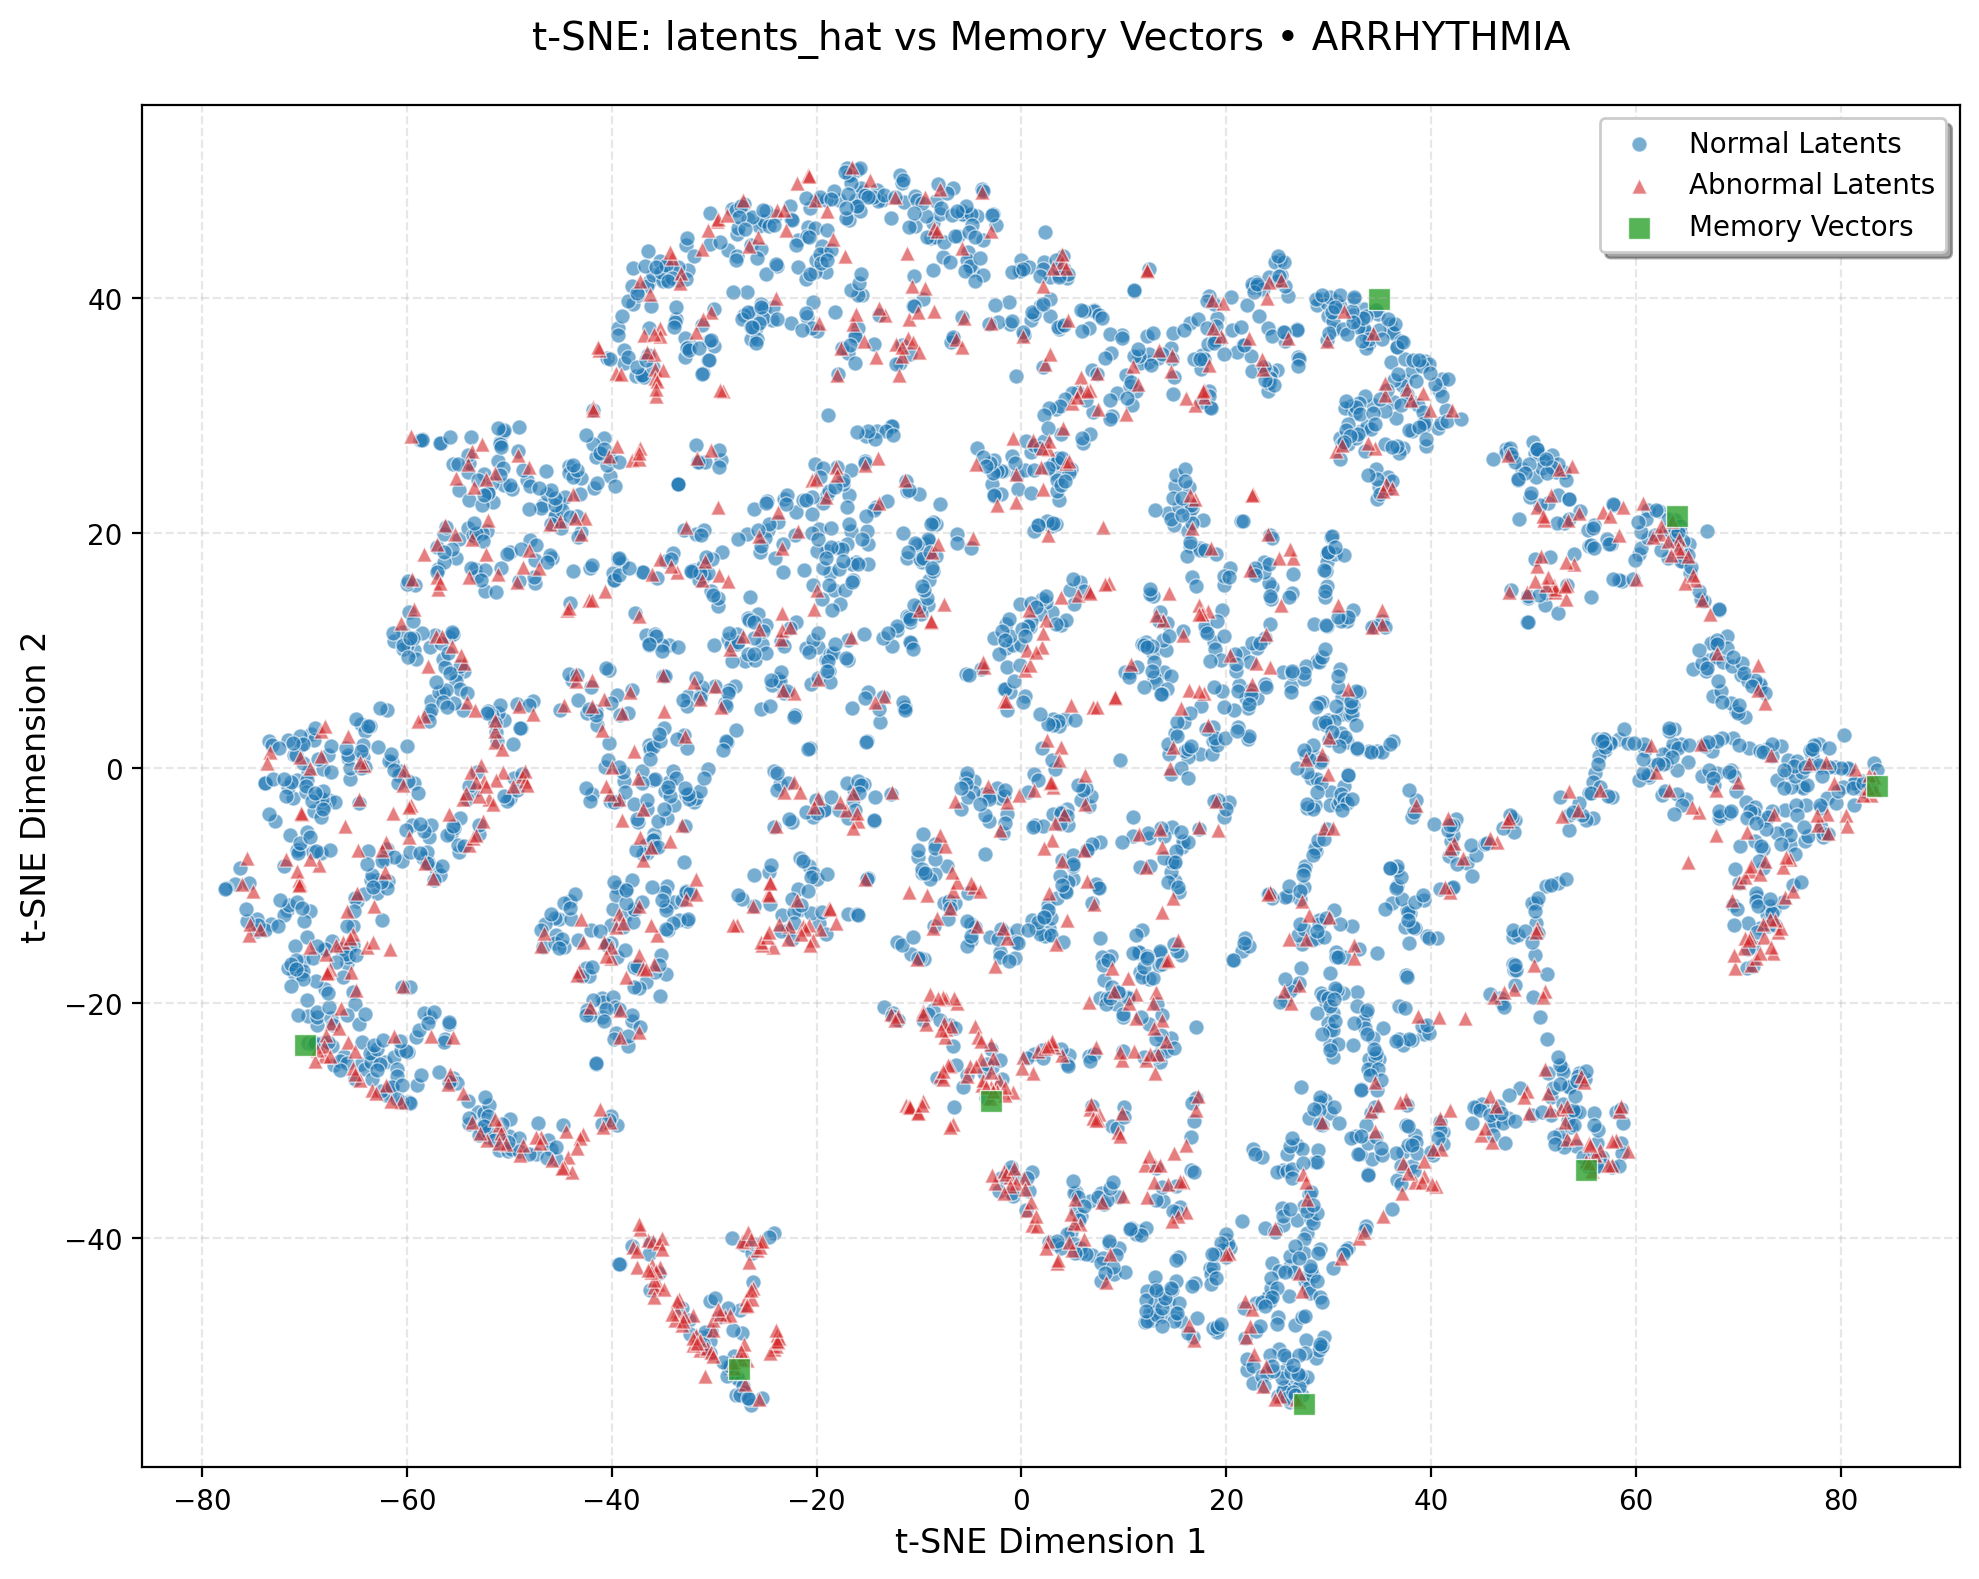 t-SNE: latents_hat vs Memory Vectors • ARRHYTHMIA
Normal Latents
Abnormal Latents
Memory Vectors
t-SNE Dimension 2
40
20
0
−20
−40
−80 −60 −40 −20 0 20 40 60 80
t-SNE Dimension 1